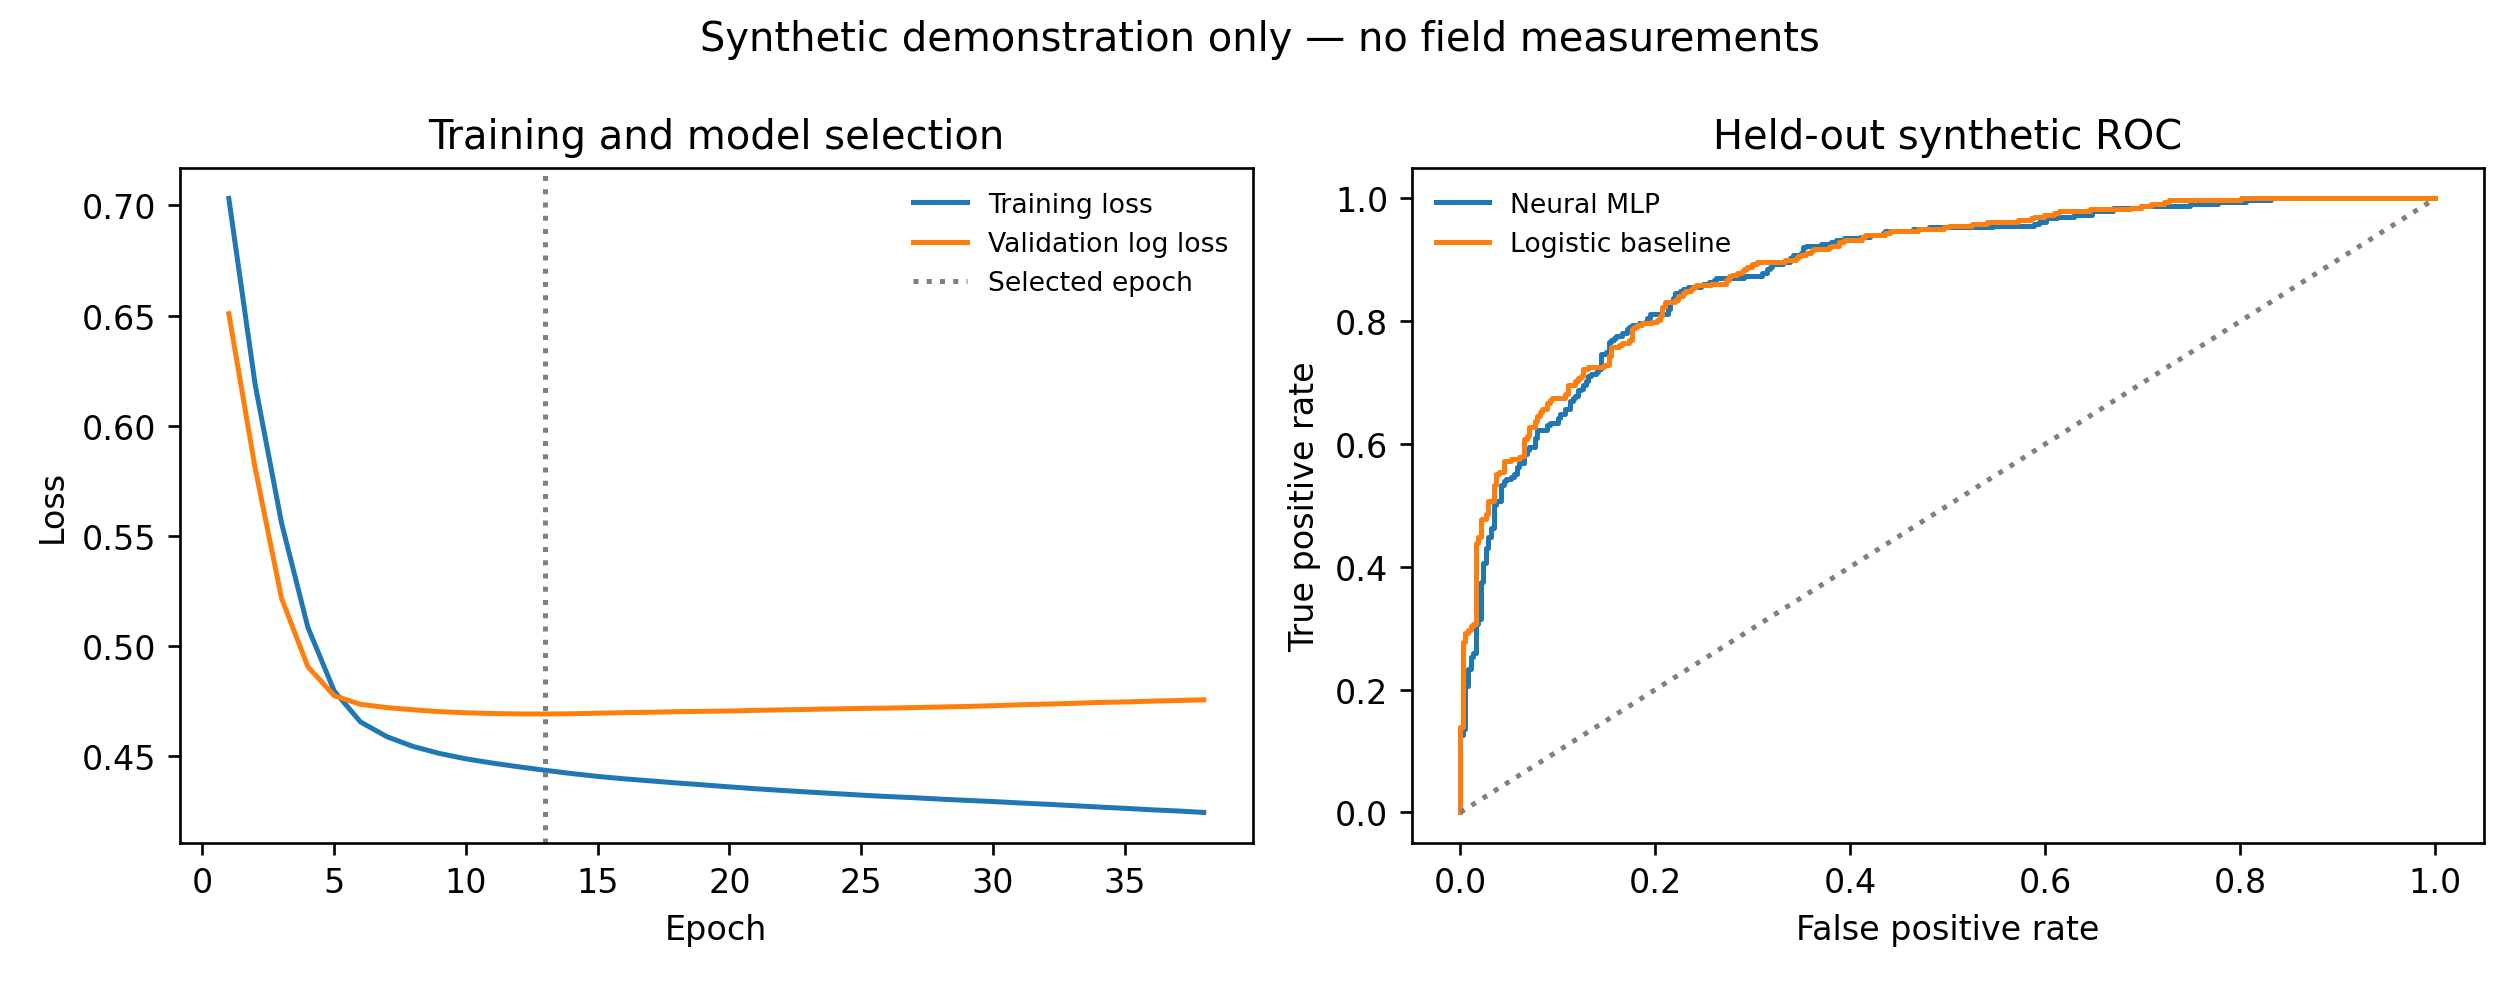 Synthetic demonstration only — no field measurements
Training and model selection
0.70
0.65
0.60
0.55
0.50
0.45
Loss
0
5
10
15
20
25
30
35
Epoch
Training loss
Validation log loss
Selected epoch
Held-out synthetic ROC
1.0
0.8
0.6
0.4
0.2
0.0
True positive rate
0.0
0.2
0.4
0.6
0.8
1.0
False positive rate
Neural MLP
Logistic baseline